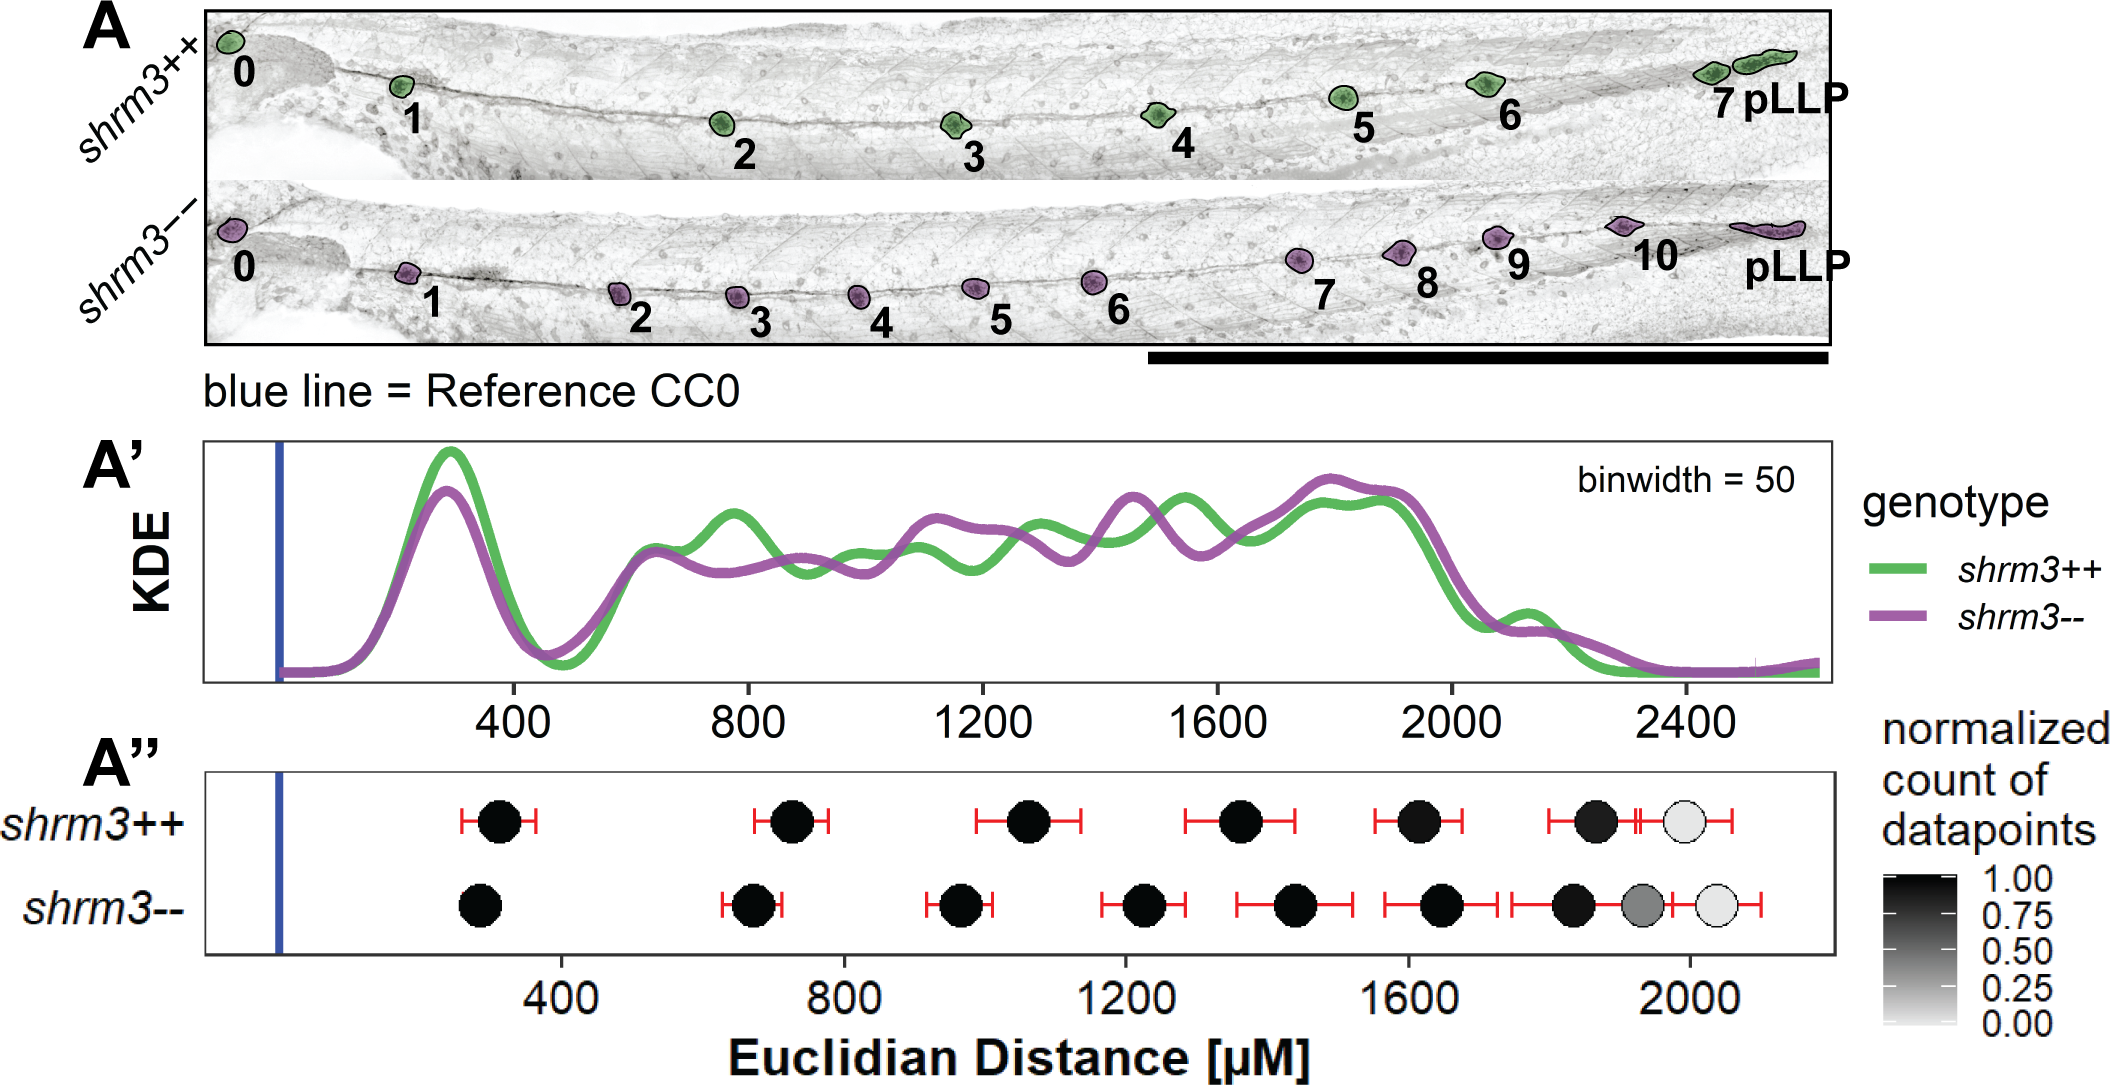 A
shrm3++
0
1
2
3
4
5
6
7 pLLP
shrm3--
0
1
2
3
4
5
6
7
8
9
10
pLLP
blue line = Reference CC0
A'
KDE
binwidth = 50
400 800 1200 1600 2000 2400
genotype
shrm3++
shrm3--
A''
shrm3++
shrm3--
400 800 1200 1600 2000
Euclidian Distance [µM]
normalized
count of
datapoints
1.00
0.75
0.50
0.25
0.00